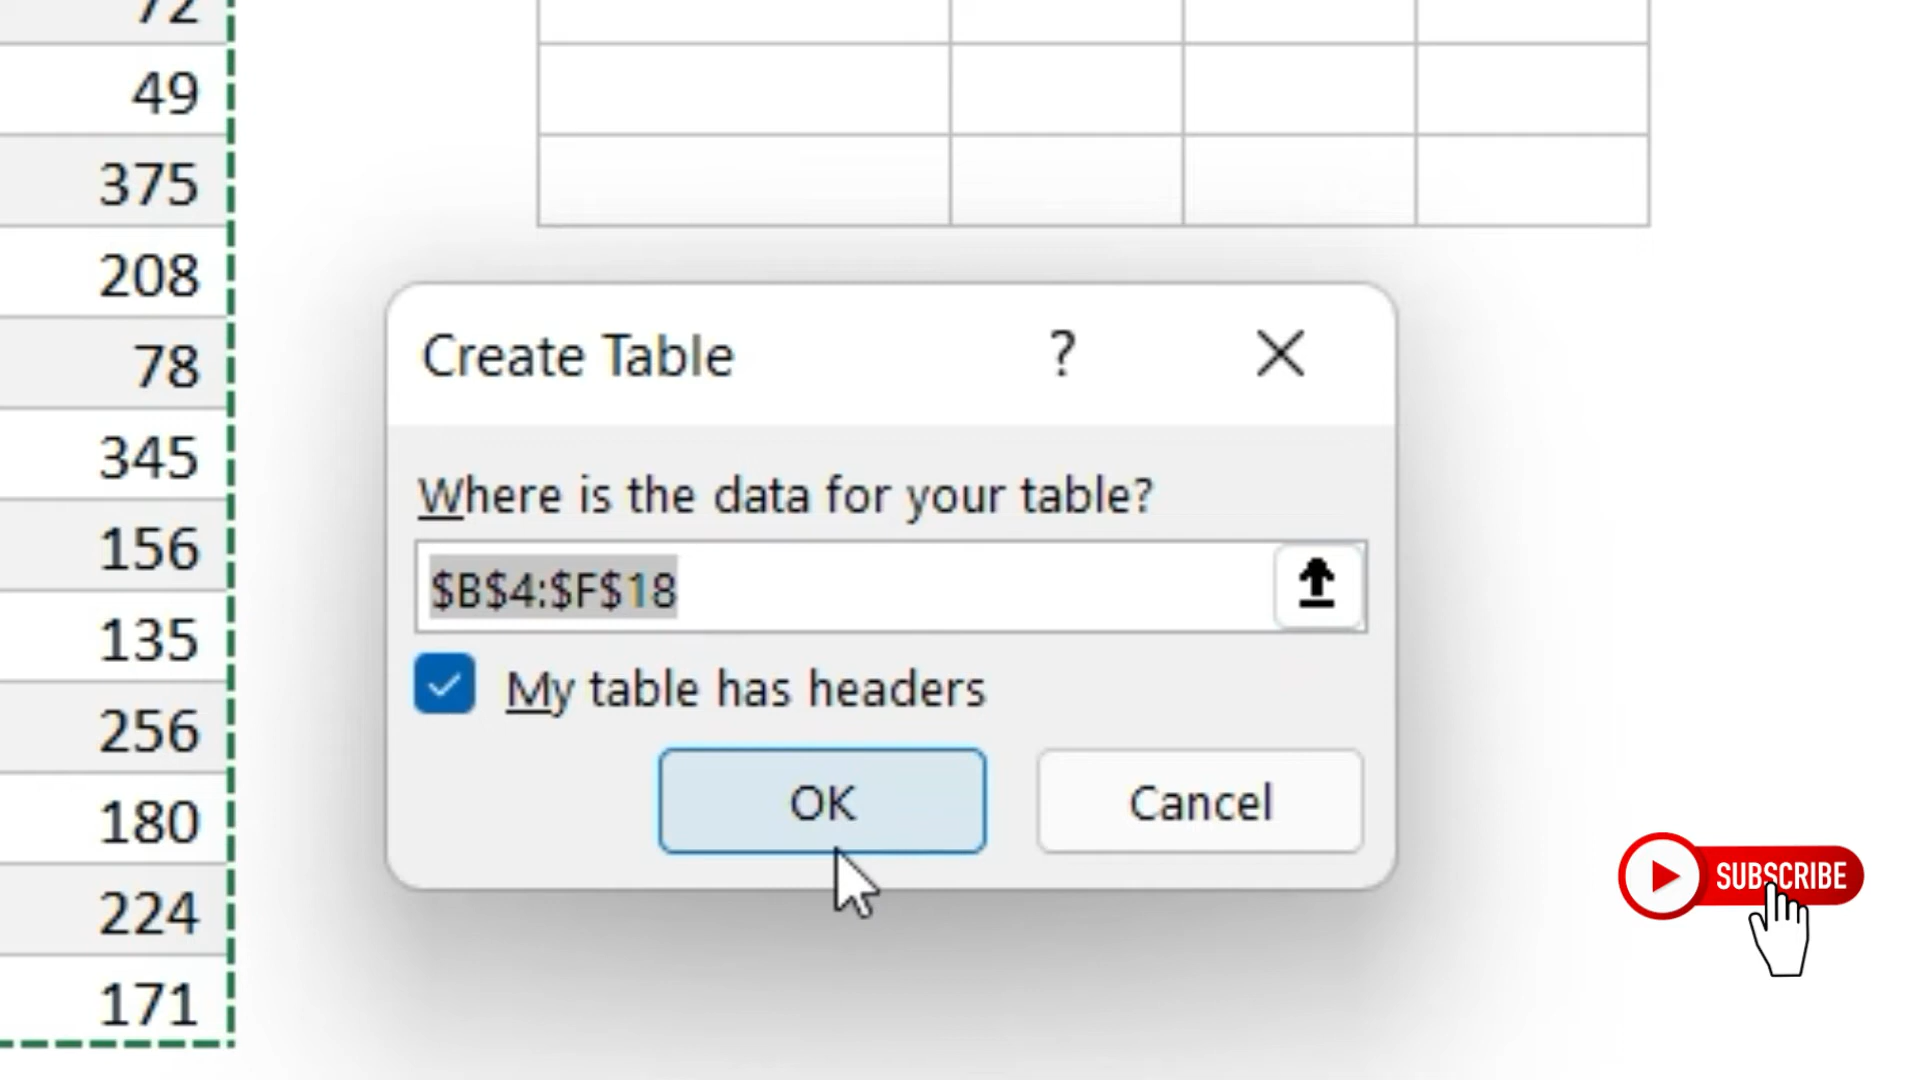 72
49
375
208
78
345
156
135
256
180
224
171
Create Table
?
Where is the data for your table?
$B$4:$F$18
My table has headers
OK
Cancel
SUBSCRIBE